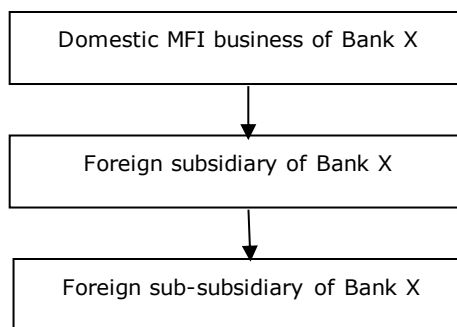 Domestic MFI business of Bank X
Foreign subsidiary of Bank X
Foreign sub-subsidiary of Bank X